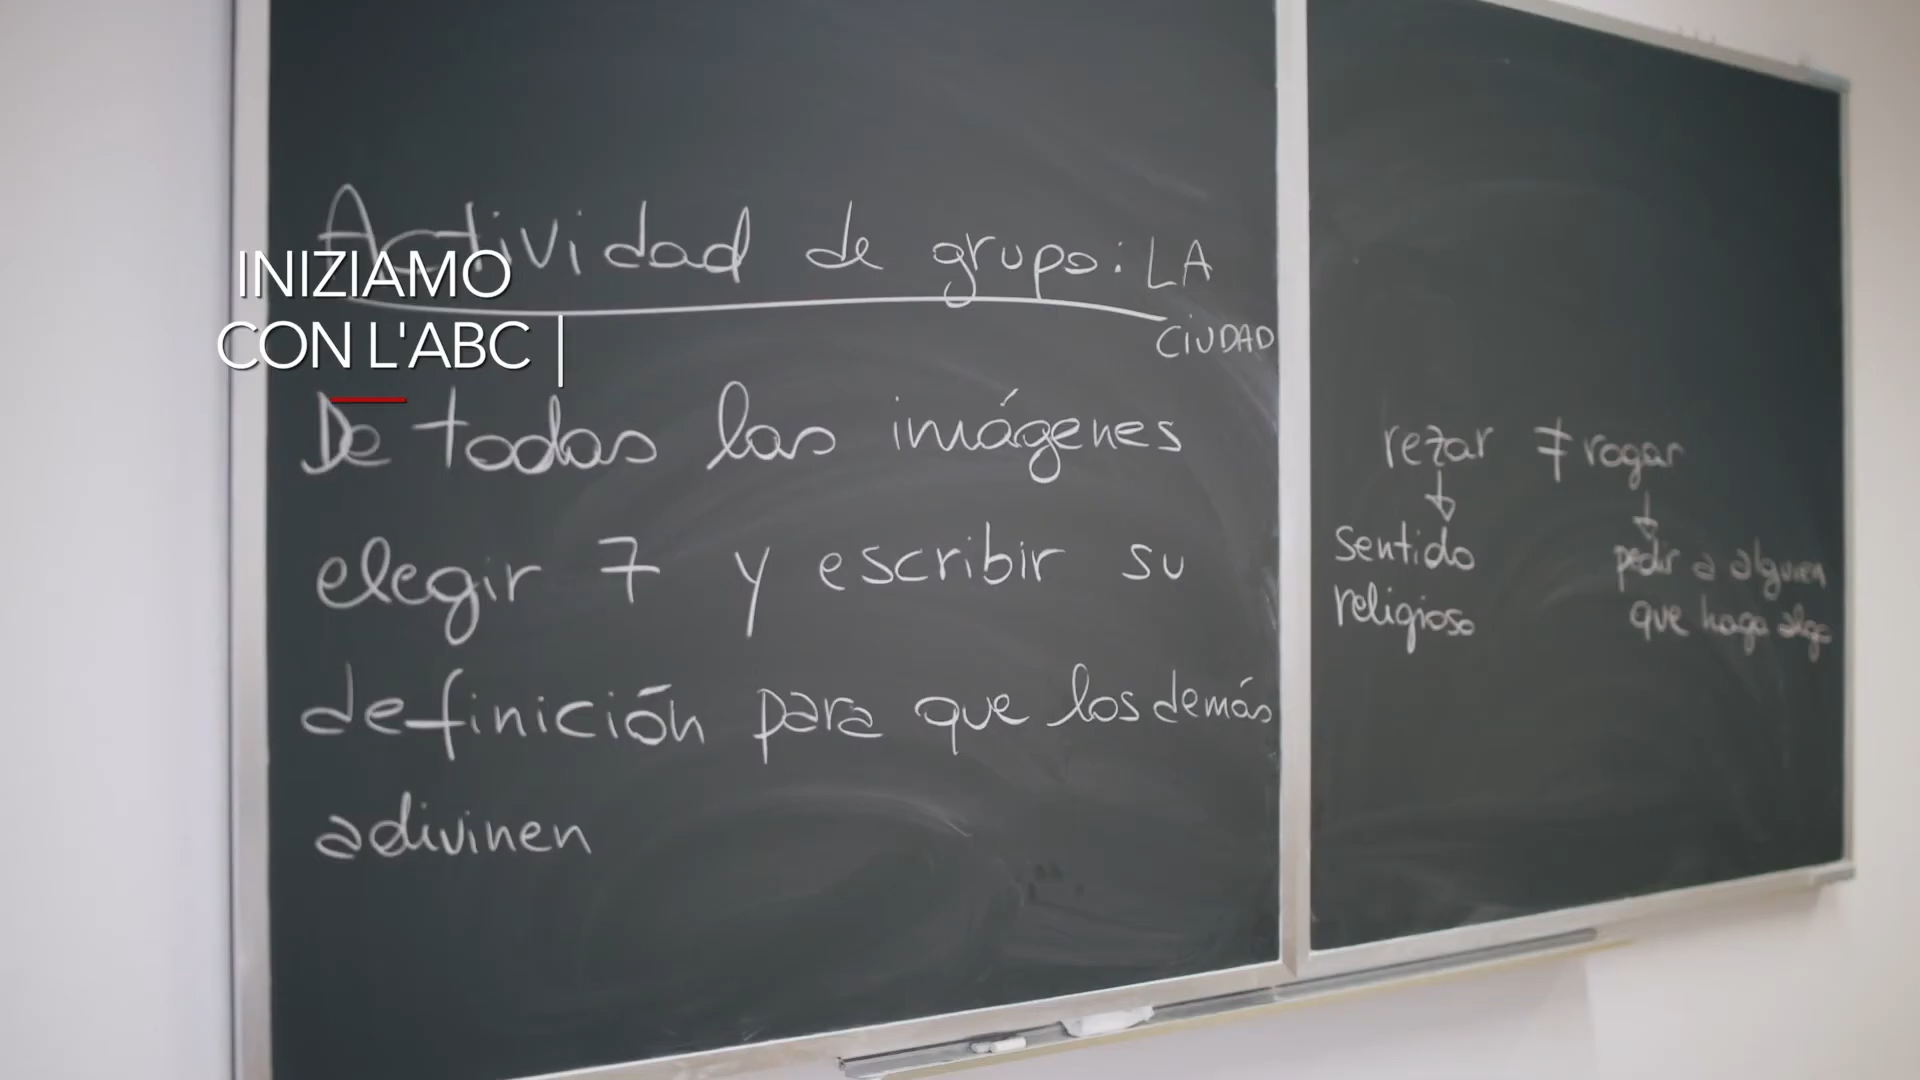 INIZIAMO
CON L'ABC
Actividad de grupo: LA
CIUDAD
De todas las imágenes
elegir 7 y escribir su
definición para que los demás
adivinen
rezar ≠ rogar
sentido
religioso
pedir a alguien
que haga algo